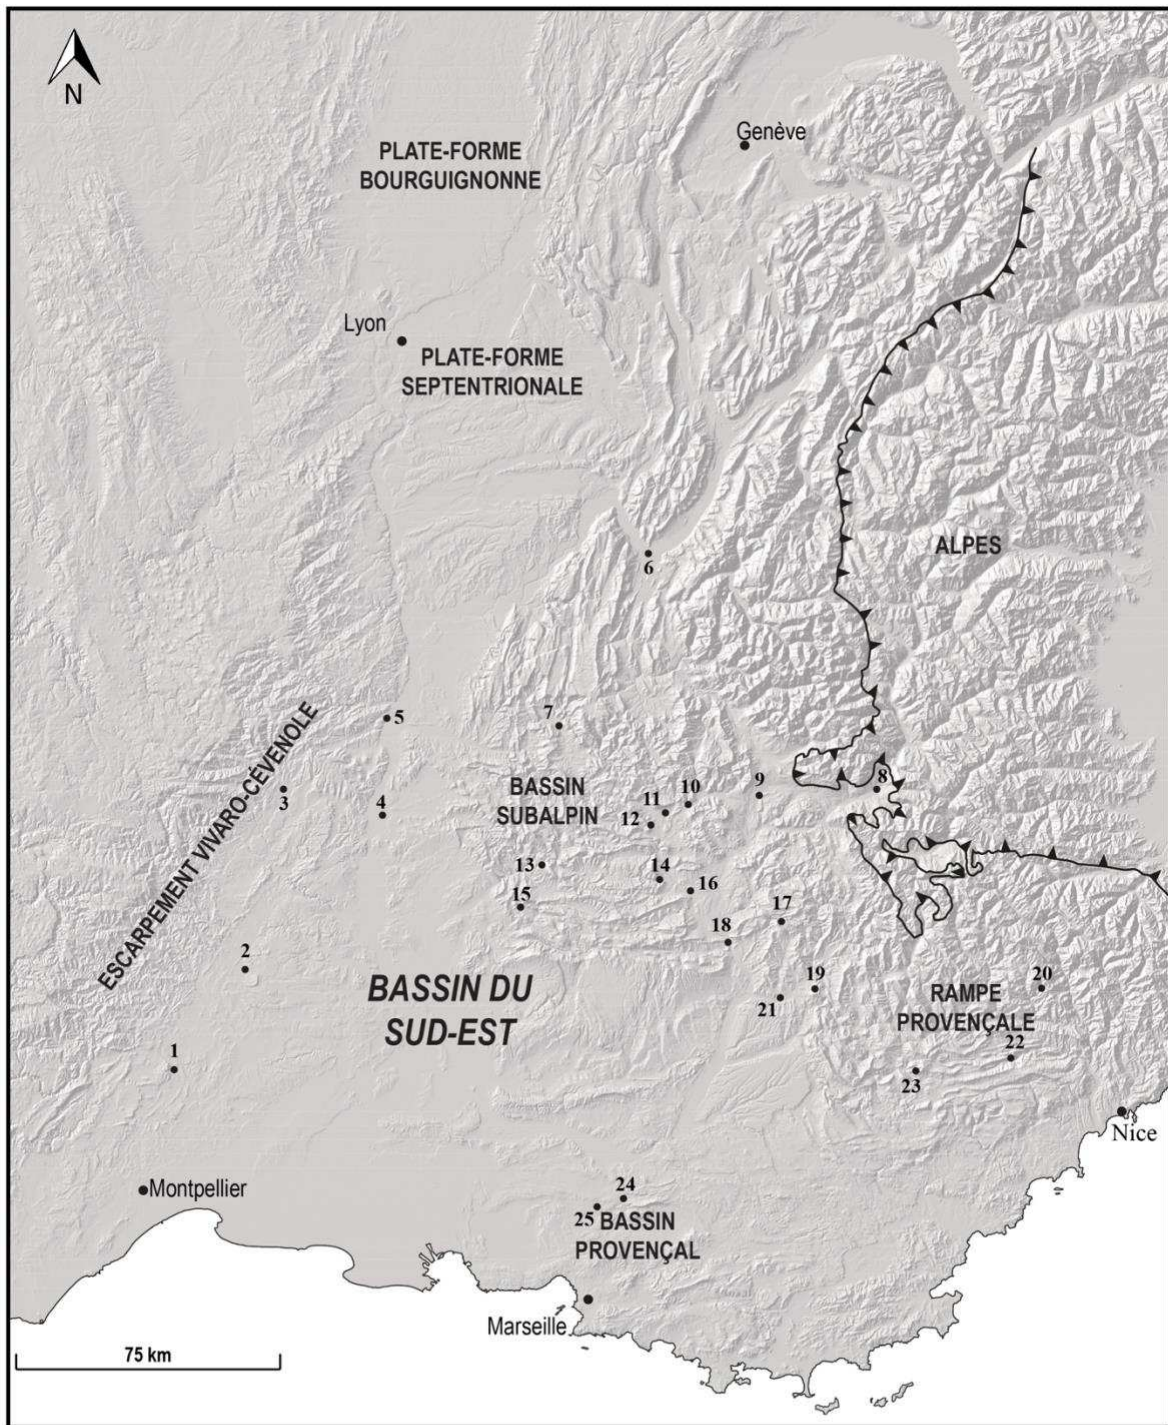 N
Genève
PLATE-FORME
BOURGUIGNONNE
Lyon
PLATE-FORME
SEPTENTRIONALE
ALPES
6
ESCARPEMENT VIVARO-CÉVENOLE
5
7
3
4
BASSIN
SUBALPIN
12
11
10
9
8
13
14
15
16
17
18
2
BASSIN DU
SUD-EST
19
20
21
RAMPE
PROVENÇALE
1
22
23
Nice
Montpellier
24
25
BASSIN
PROVENÇAL
Marseille
75 km